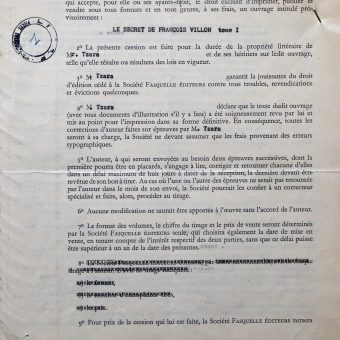 qui accepte, pour elle ou ses ayants-droit, le droit exclusif d'imprimer, publier et
vendre sous tous formats et en tous genres, à ses frais, un ouvrage intitulé pro-
visoirement :
LE SECRET DE FRANÇOIS VILLON tome I
2° La présente cession est faite pour la durée de la propriété littéraire de
Mr. Tzara et de ses héritiers sur ledit ouvrage,
telle qu'elle résulte ou résultera des lois en vigueur.
3° Mr Tzara garantit la jouissance du droit
d'édition cédé à la Société FASQUELLE ÉDITEURS contre tous troubles, revendications
et évictions quelconques.
4° Mr Tzara déclare que le texte dudit ouvrage
(avec tous documents d'illustration s'il y a lieu) a été soigneusement revu par lui et
mis au point pour l'impression dans sa forme définitive. En conséquence, toutes les
corrections d'auteur faites sur épreuves par Mr Tzara
seront à sa charge, la Société ne devant assumer que les frais provenant des erreurs
typographiques.
5° L'auteur, à qui seront envoyées au besoin deux épreuves successives, dont la
première pourra être en placards, s'engage à lire, corriger et retourner chacune d'elles
dans un délai maximum de huit jours à dater de la réception, la dernière devant être
revêtue de son bon à tirer. Au cas où l'une ou l'autre des épreuves ne serait pas retournée
par l'auteur dans le mois de son envoi, la Société pourrait les confier à un correcteur
spécialisé et faire, alors, procéder au tirage.
6° Aucune modification ne saurait être apportée à l'œuvre sans l'accord de l'auteur.
7° Le format des volumes, le chiffre du tirage et le prix de vente seront déterminés
par la Société FASQUELLE ÉDITEURS seule, qui choisira également la date de mise en
vente, en tenant compte de l'intérêt respectif des deux parties, sans que ce délai puisse
être supérieur à un an de la date des présentes.
9° Pour prix de la cession qui lui est faite, la Société FASQUELLE ÉDITEURS versera